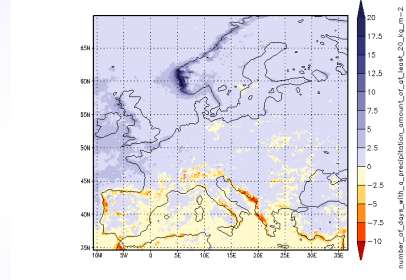 65N
60N
55N
50N
45N
40N
35N
10W
5W
0
5E
10E
15E
20E
25E
30E
35E
20
17.5
15
12.5
10
7.5
5
2.5
0
−2.5
−5
−7.5
−10
number_of_days_with_a_precipitation_amount_of_at_least_20_kg_m−2